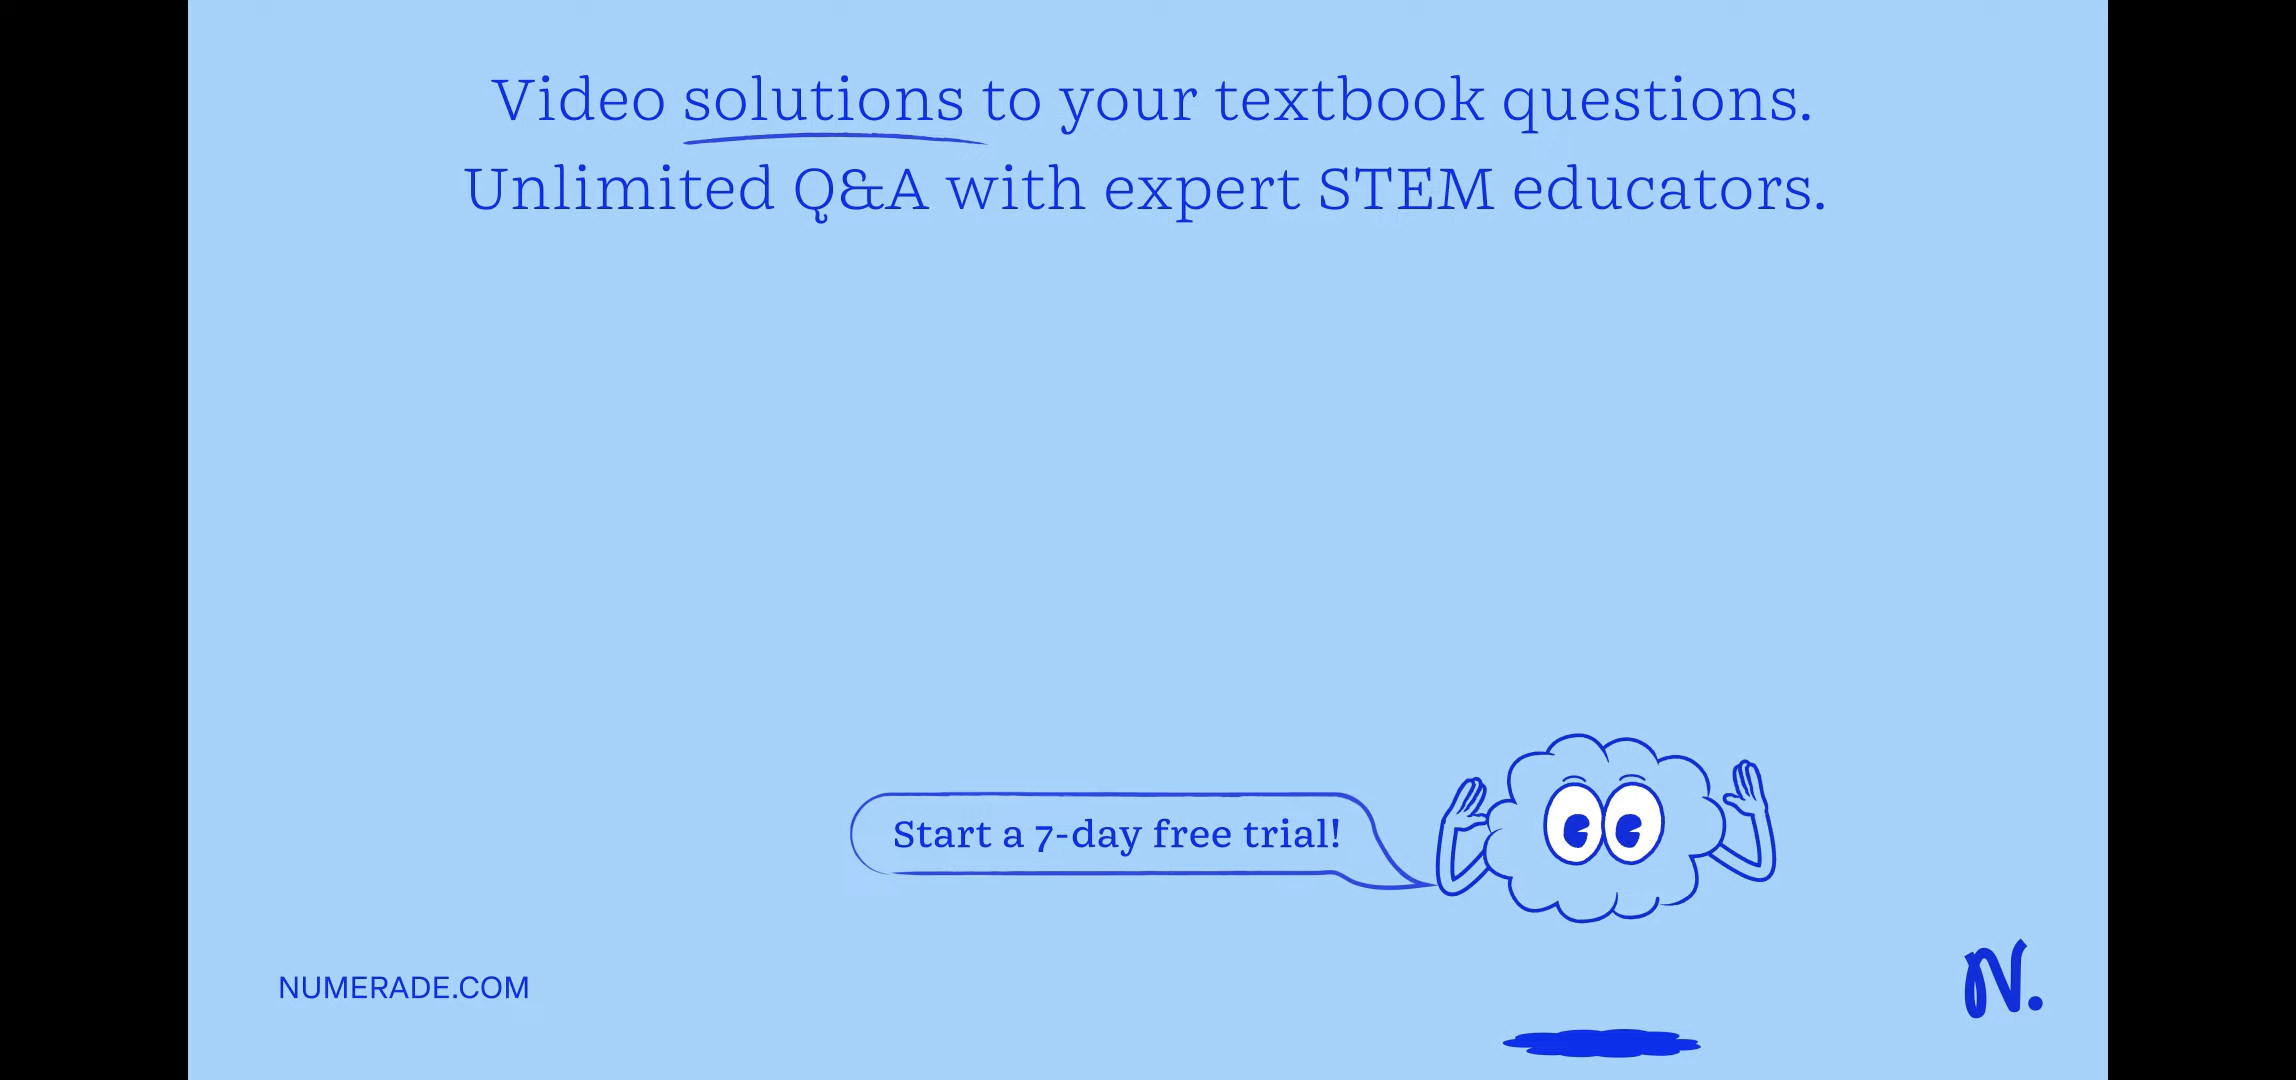 Video solutions to your textbook questions.
Unlimited Q&A with expert STEM educators.
Start a 7-day free trial!
NUMERADE.COM
N.